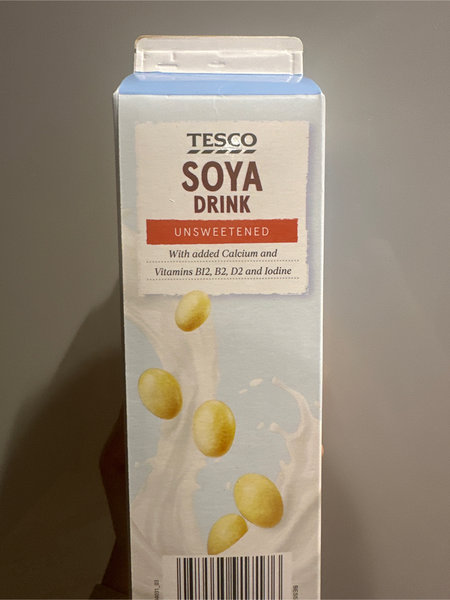 TESCO
SOYA
DRINK
UNSWEETENED
With added Calcium and
Vitamins B12, B2, D2 and Iodine